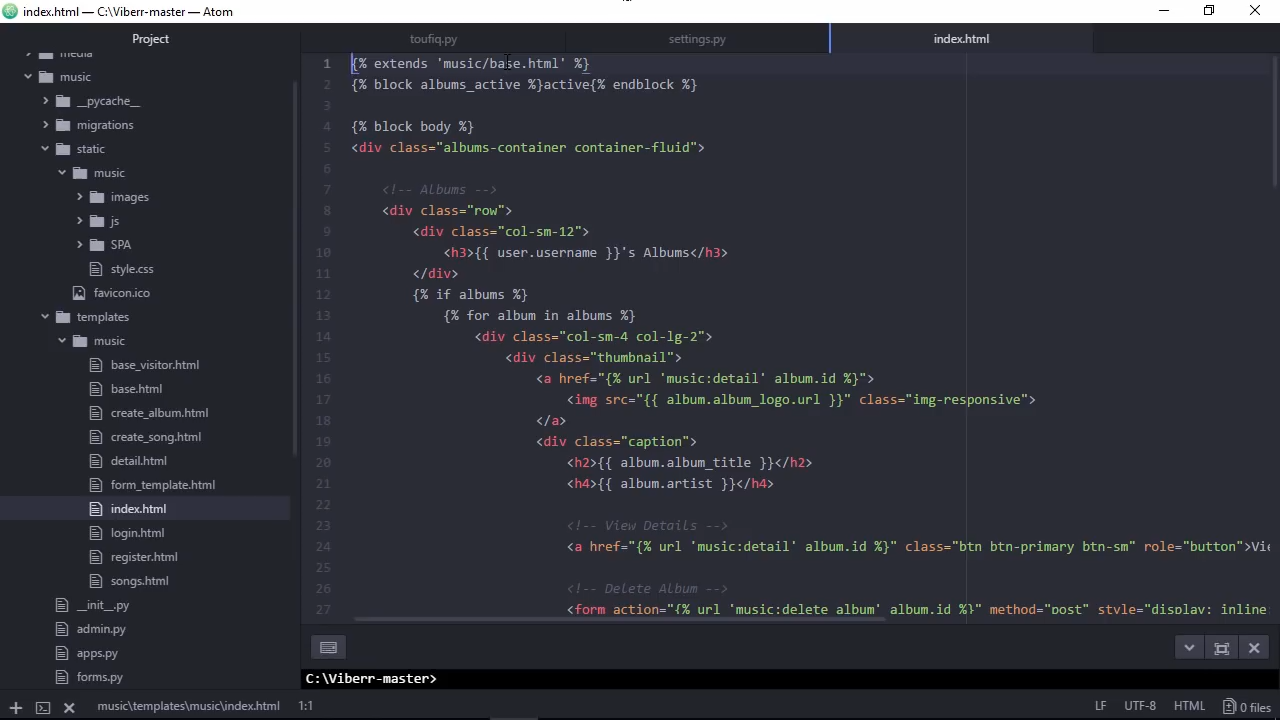 index.html — C:\Viberr-master — Atom
Project
toufiq.py
settings.py
index.html
media
music
__pycache__
migrations
static
music
images
js
SPA
style.css
favicon.ico
templates
music
base_visitor.html
base.html
create_album.html
create_song.html
detail.html
form_template.html
index.html
login.html
register.html
songs.html
__init__.py
admin.py
apps.py
forms.py
1 {% extends 'music/base.html' %}
2 {% block albums_active %}active{% endblock %}
3
4 {% block body %}
5 <div class="albums-container container-fluid">
6
7 <!-- Albums -->
8 <div class="row">
9 <div class="col-sm-12">
10 <h3>{{ user.username }}'s Albums</h3>
11 </div>
12 {% if albums %}
13 {% for album in albums %}
14 <div class="col-sm-4 col-lg-2">
15 <div class="thumbnail">
16 <a href="{% url 'music:detail' album.id %}">
17 <img src="{{ album.album_logo.url }}" class="img-responsive">
18 </a>
19 <div class="caption">
20 <h2>{{ album.album_title }}</h2>
21 <h4>{{ album.artist }}</h4>
22
23 <!-- View Details -->
24 <a href="{% url 'music:detail' album.id %}" class="btn btn-primary btn-sm" role="button">Vie
25
26 <!-- Delete Album -->
27 <form action="{% url 'music:delete_album' album.id %}" method="post" style="display: inline
C:\Viberr-master>
music\templates\music\index.html 1:1 LF UTF-8 HTML 0 files